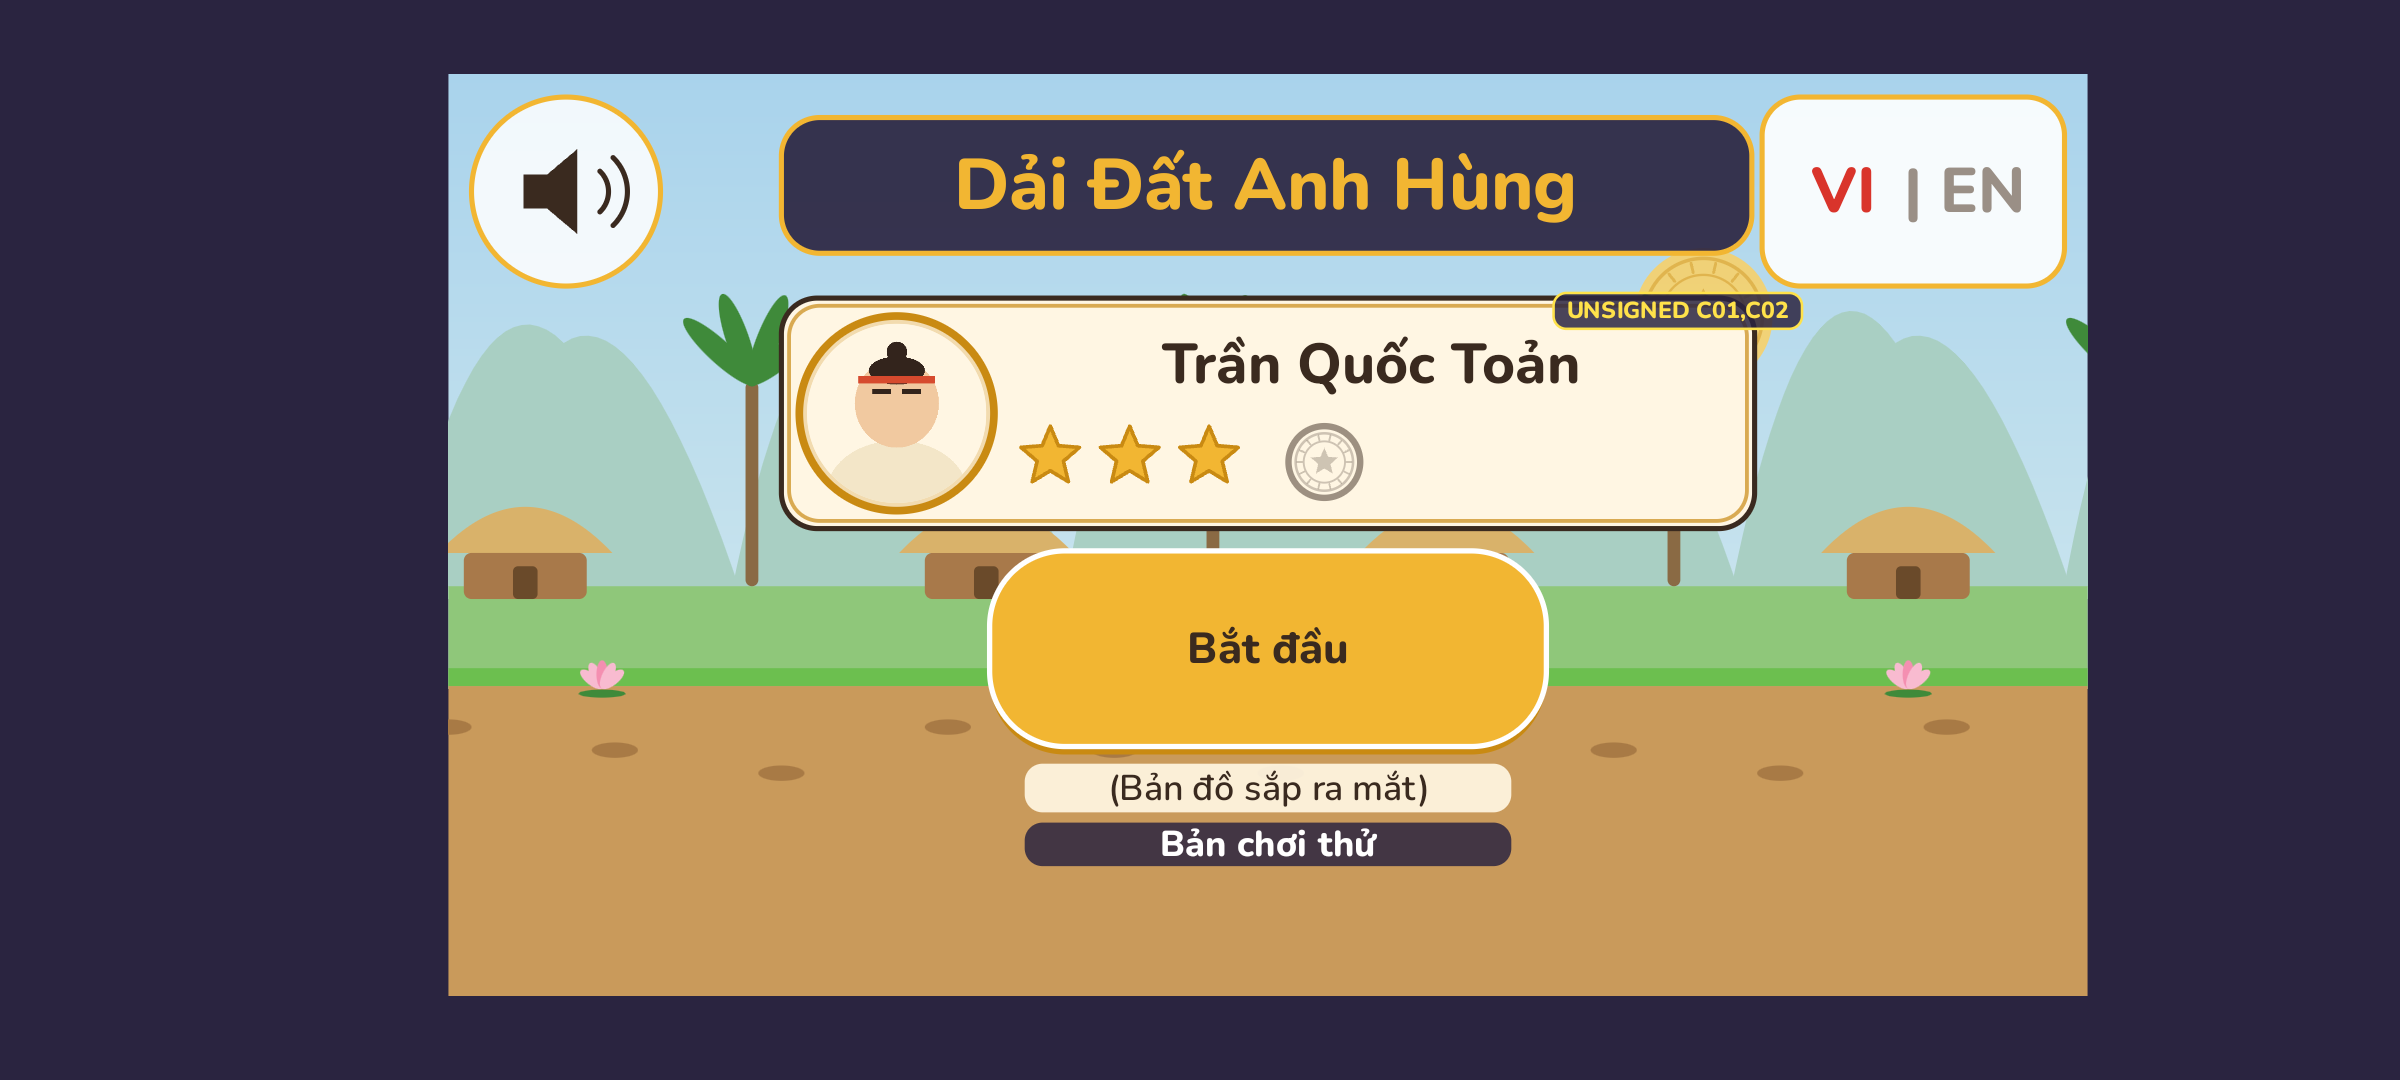 Dải Đất Anh Hùng
VI | EN
UNSIGNED C01,C02
Trần Quốc Toản
Bắt đầu
(Bản đồ sắp ra mắt)
Bản chơi thử